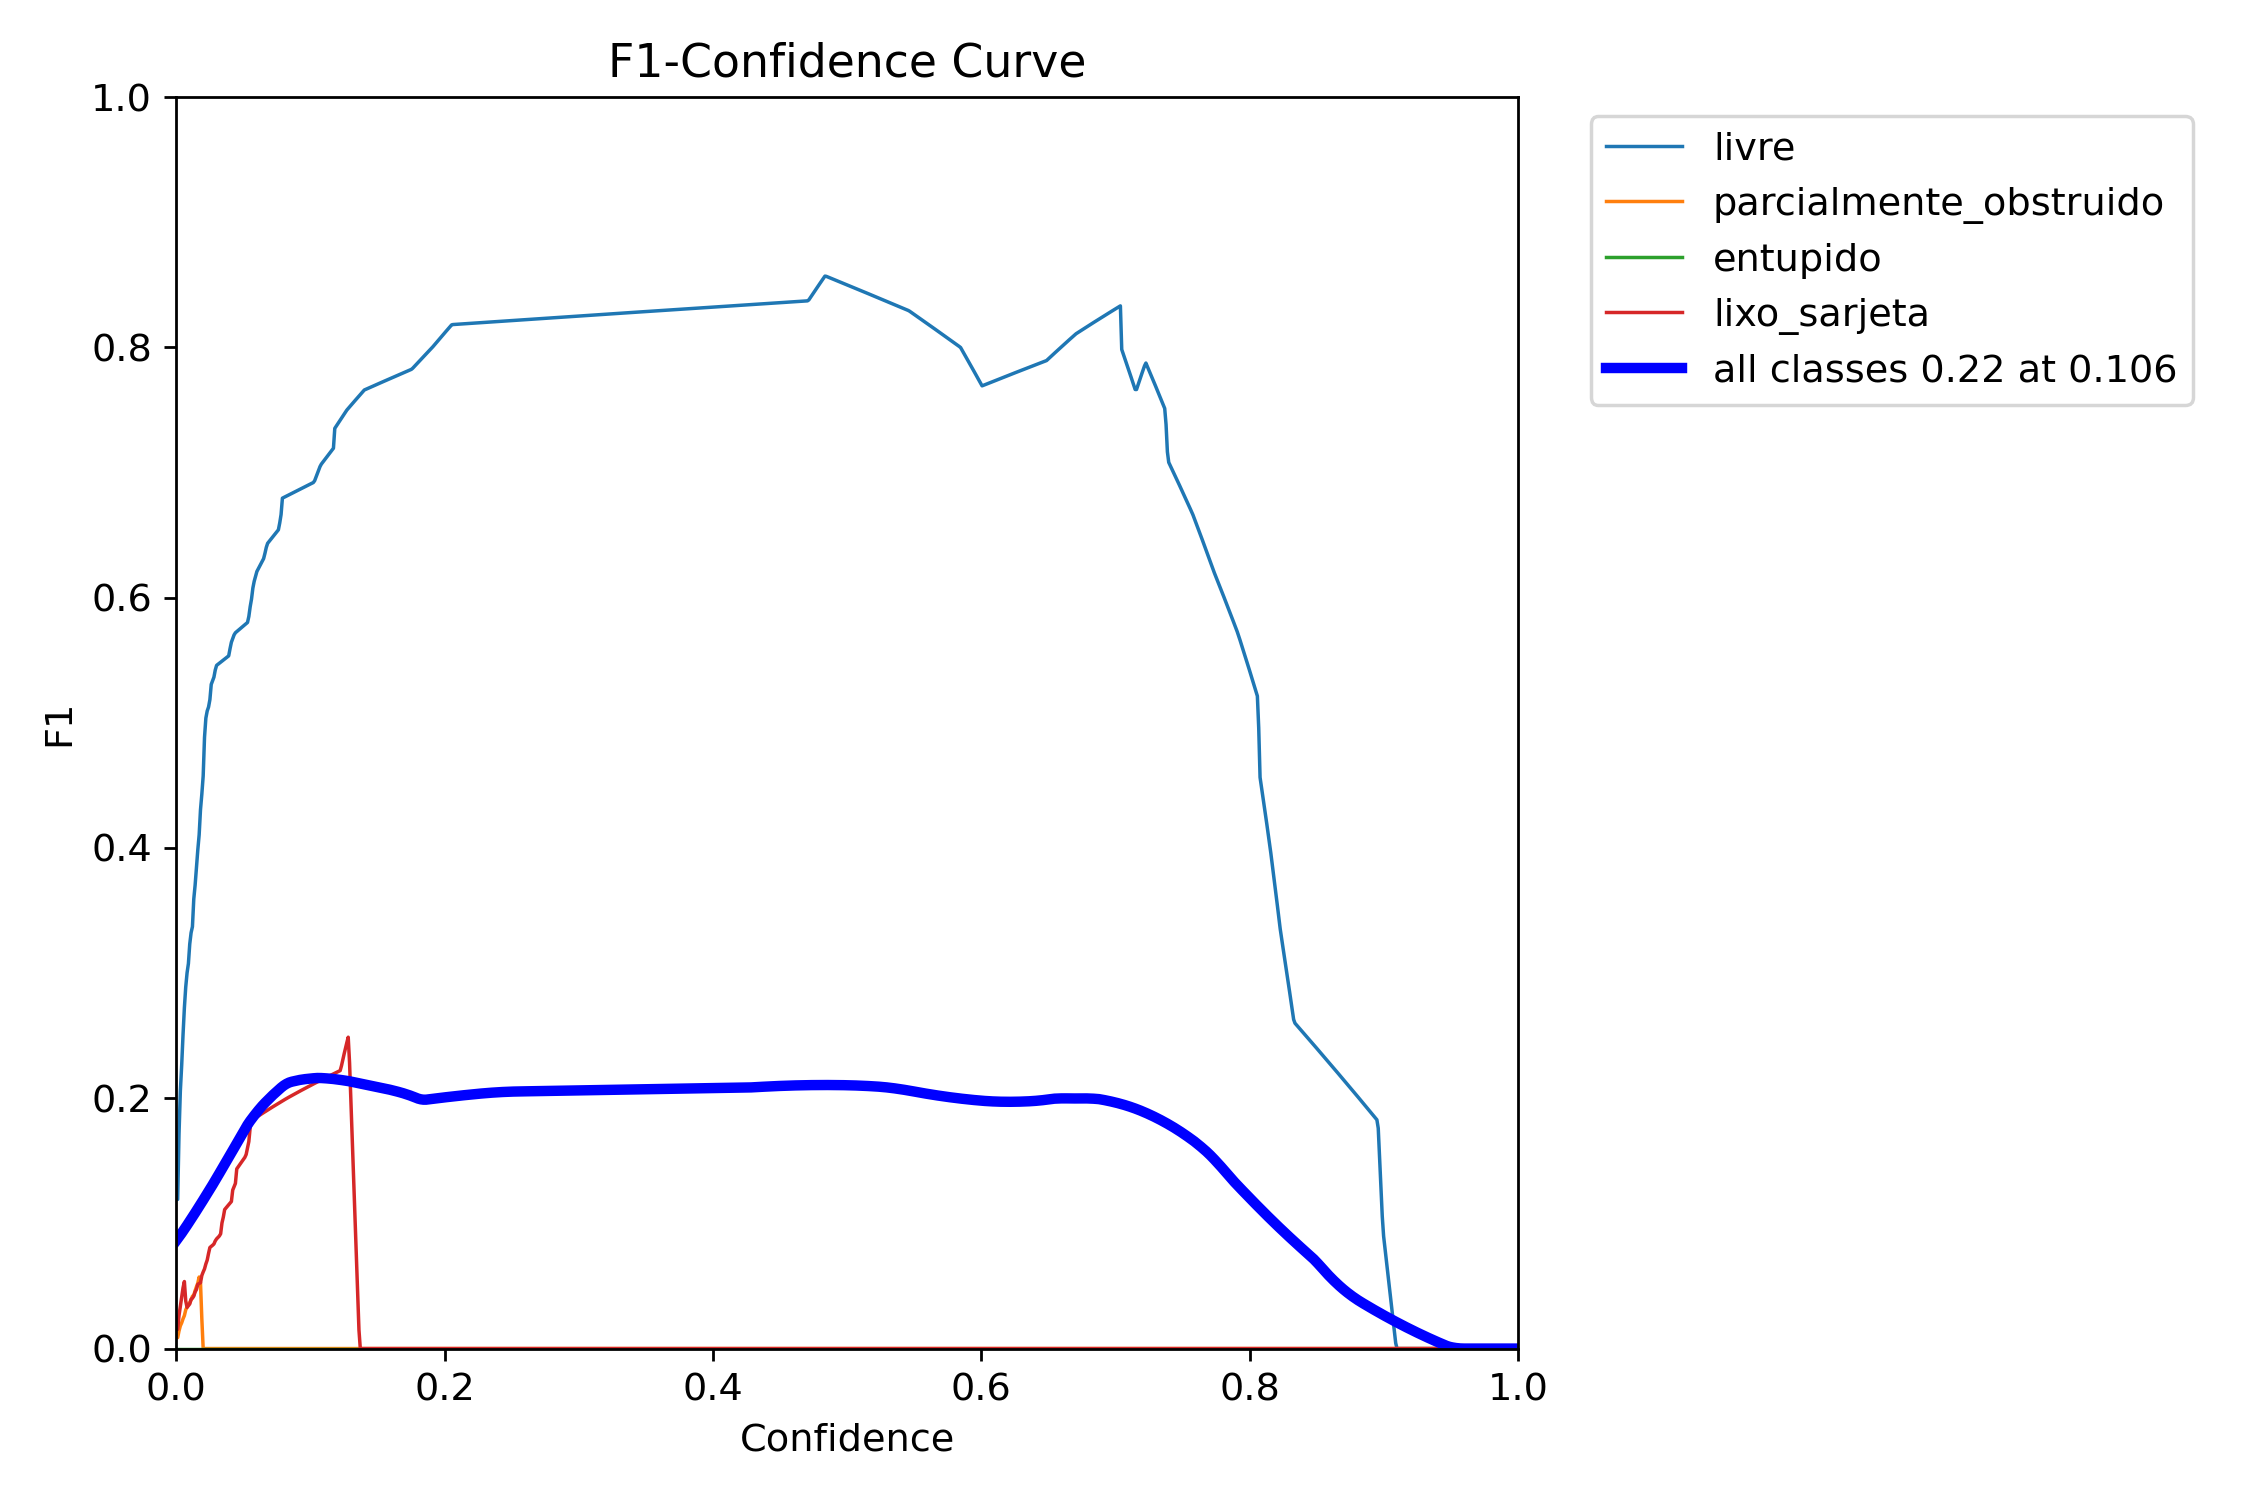 F1-Confidence Curve
1.0
0.8
0.6
0.4
0.2
0.0
F1
0.0 0.2 0.4 0.6 0.8 1.0
Confidence
livre
parcialmente_obstruido
entupido
lixo_sarjeta
all classes 0.22 at 0.106